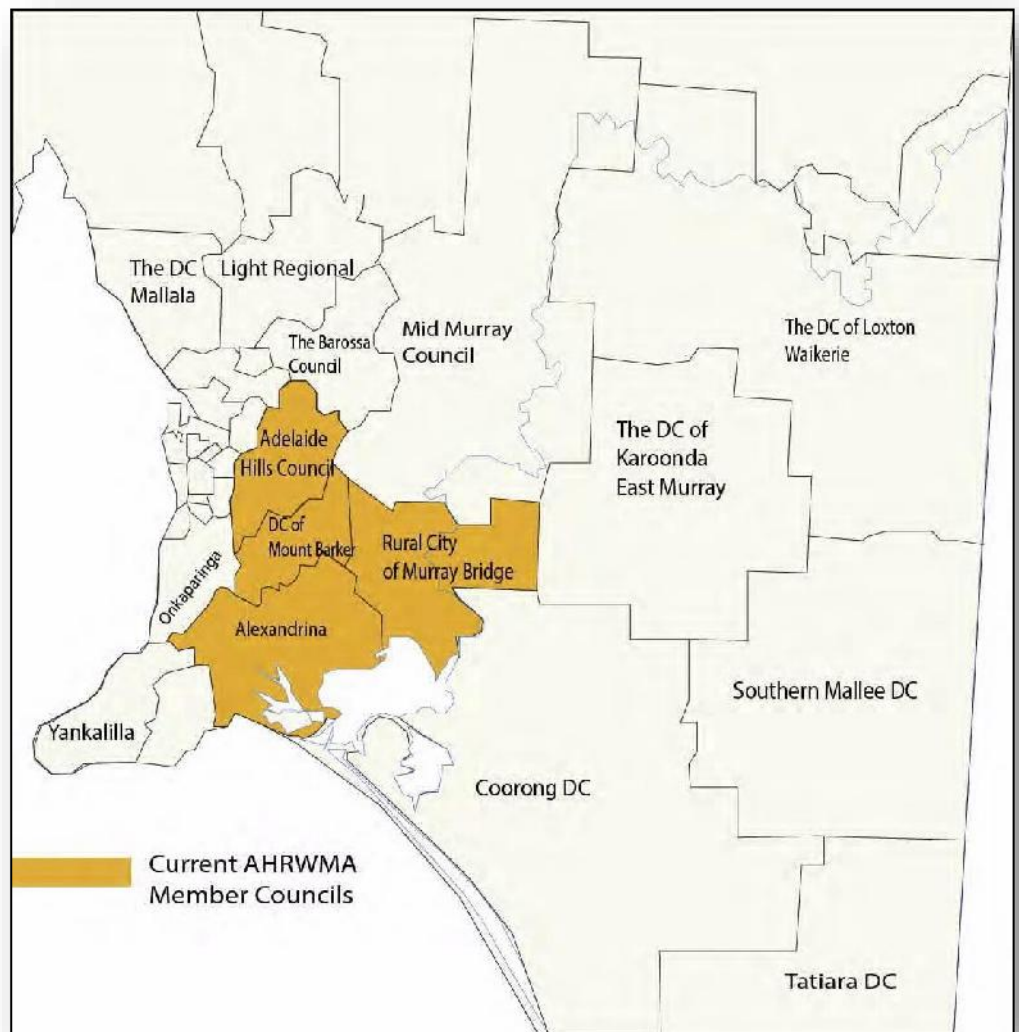 The DC
Mallala
Light Regional
The Barossa
Council
Mid Murray
Council
The DC of Loxton
Waikerie
Adelaide
Hills Council
The DC of
Karoonda
East Murray
DC of
Mount Barker
Rural City
of Murray Bridge
Onkaparinga
Alexandrina
Southern Mallee DC
Yankalilla
Coorong DC
Current AHRWMA
Member Councils
Tatiara DC